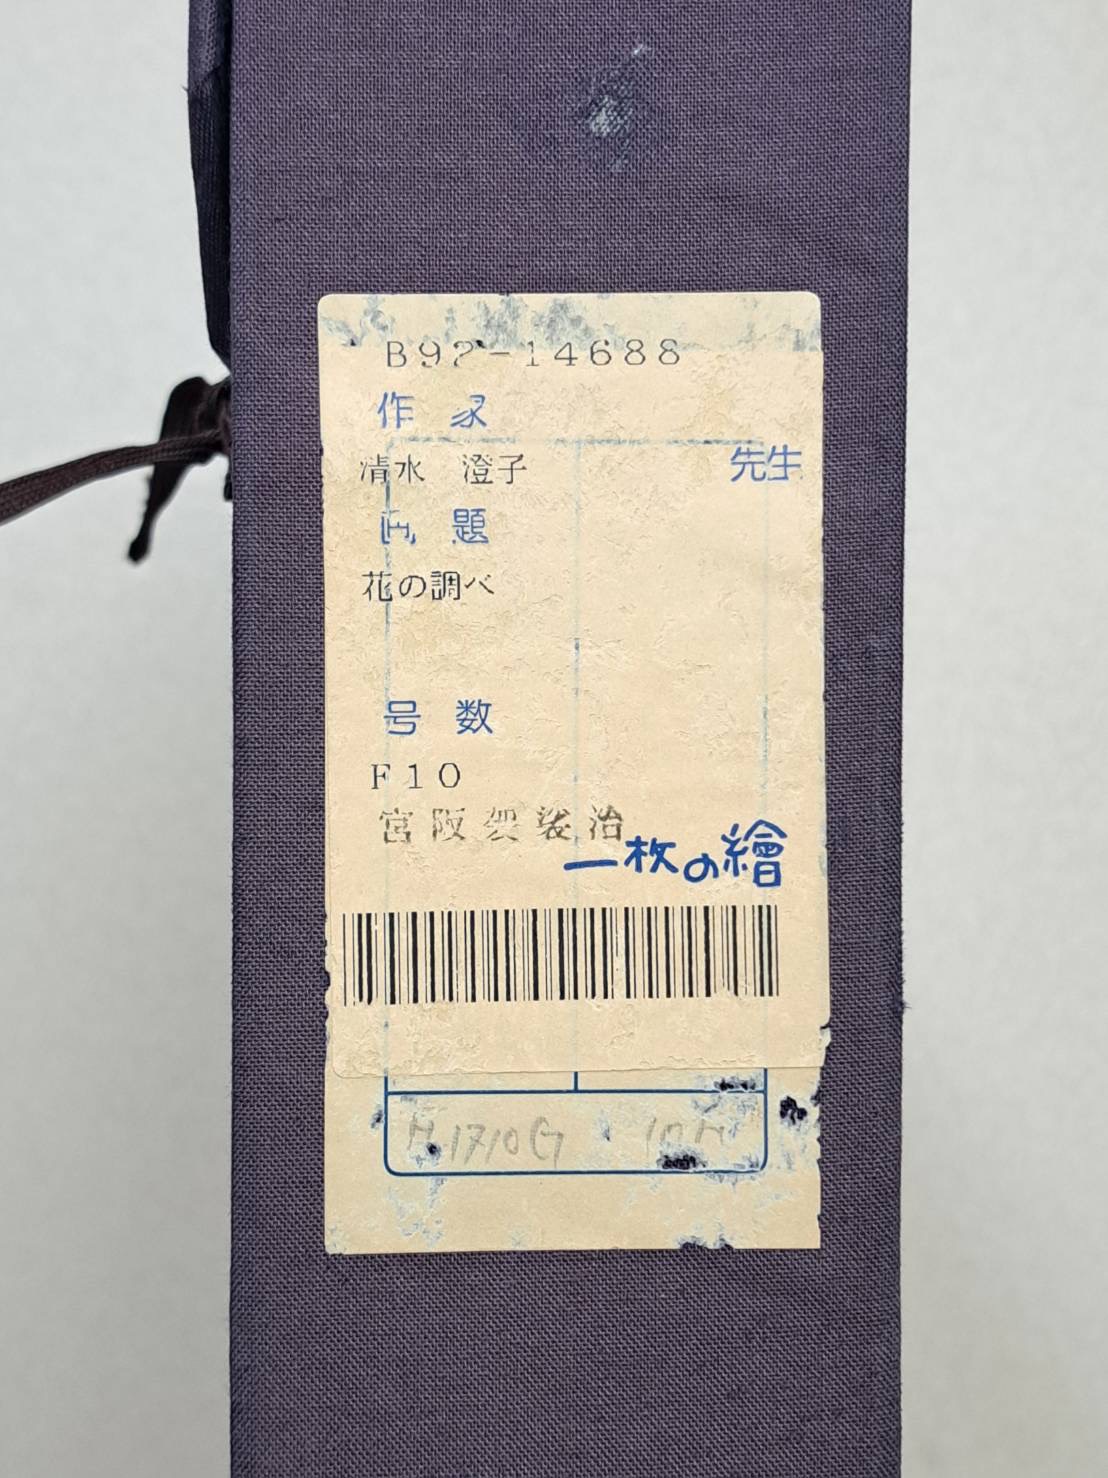 B92-14688
作家
清水 澄子 先生
画題
花の調べ
号数
F10
宮阪袈裟治
一枚の繪